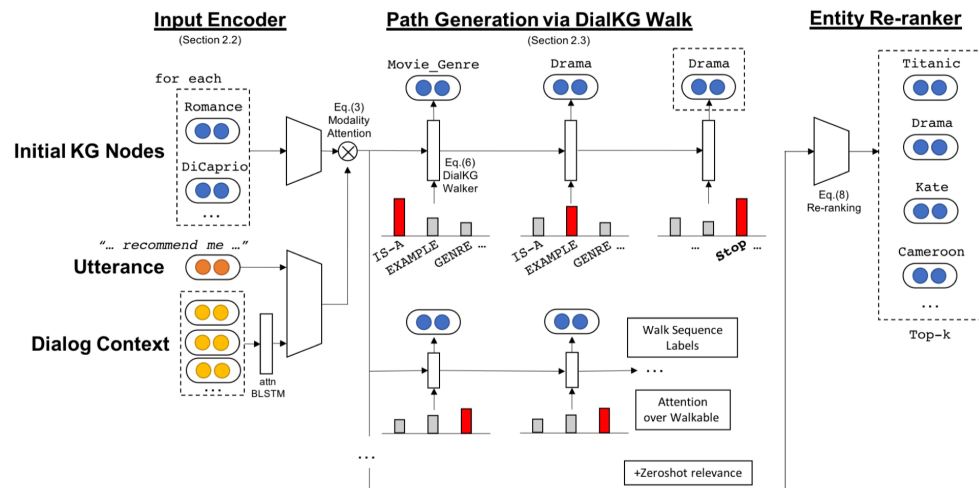 Input Encoder
(Section 2.2)
Path Generation via DialKG Walk
(Section 2.3)
Entity Re-ranker
for each
Romance
DiCaprio
...
Initial KG Nodes
Eq.(3)
Modality
Attention
Movie_Genre
Drama
Drama
Eq.(6)
DialKG
Walker
IS-A
EXAMPLE
GENRE ...
IS-A
EXAMPLE
GENRE ...
... Stop ...
Titanic
Drama
Kate
Cameroon
...
Top-k
Eq.(8)
Re-ranking
“… recommend me …”
Utterance
Dialog Context
...
attn
BLSTM
Walk Sequence
Labels
...
Attention
over Walkable
...
+Zeroshot relevance